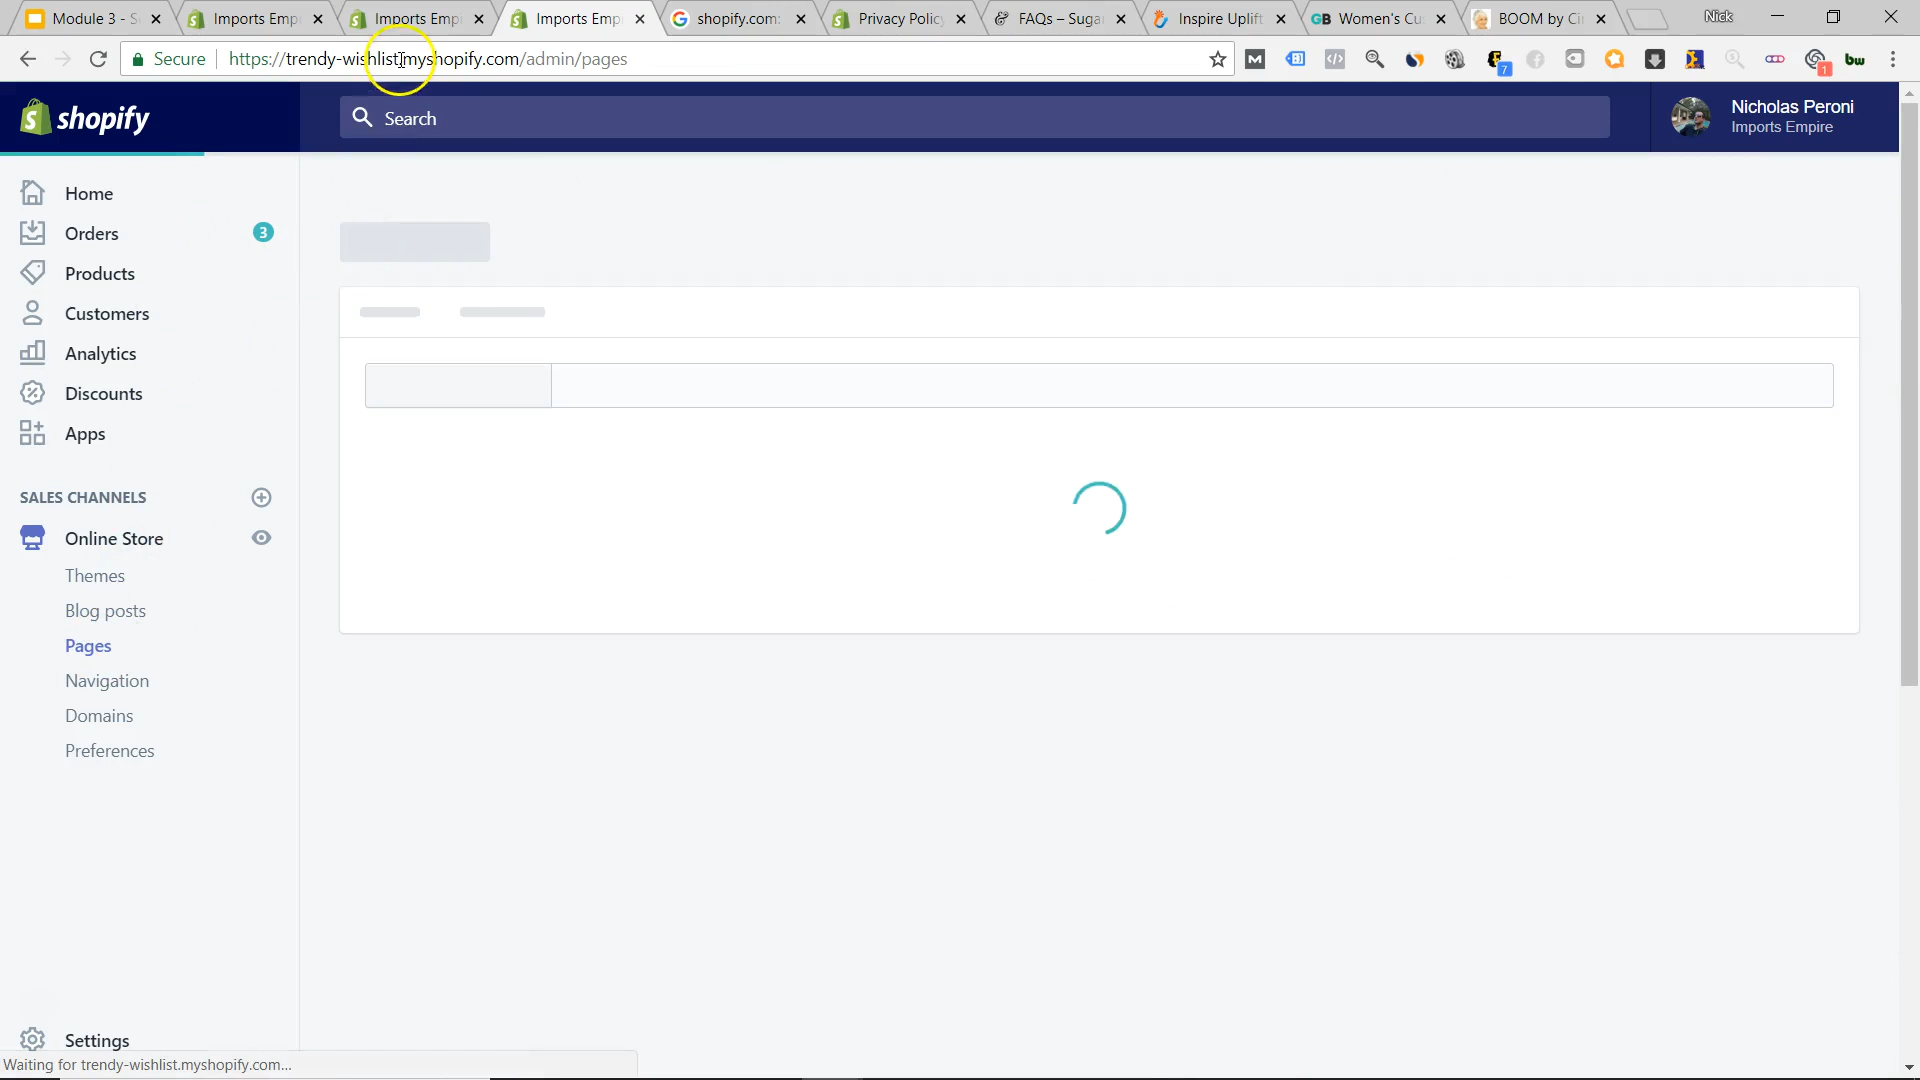 Module 3 - S
Imports Emp
Imports Emp
Imports Emp
shopify.com:
Privacy Policy
FAQs – Suga
Inspire Uplift
GB Women's Cu
BOOM by Ci
Nick
Secure
https://trendy-wishlist.myshopify.com/admin/pages
7
1
bw
shopify
Search
Nicholas Peroni
Imports Empire
Home
Orders
3
Products
Customers
Analytics
Discounts
Apps
SALES CHANNELS
Online Store
Themes
Blog posts
Pages
Navigation
Domains
Preferences
Settings
Waiting for trendy-wishlist.myshopify.com...